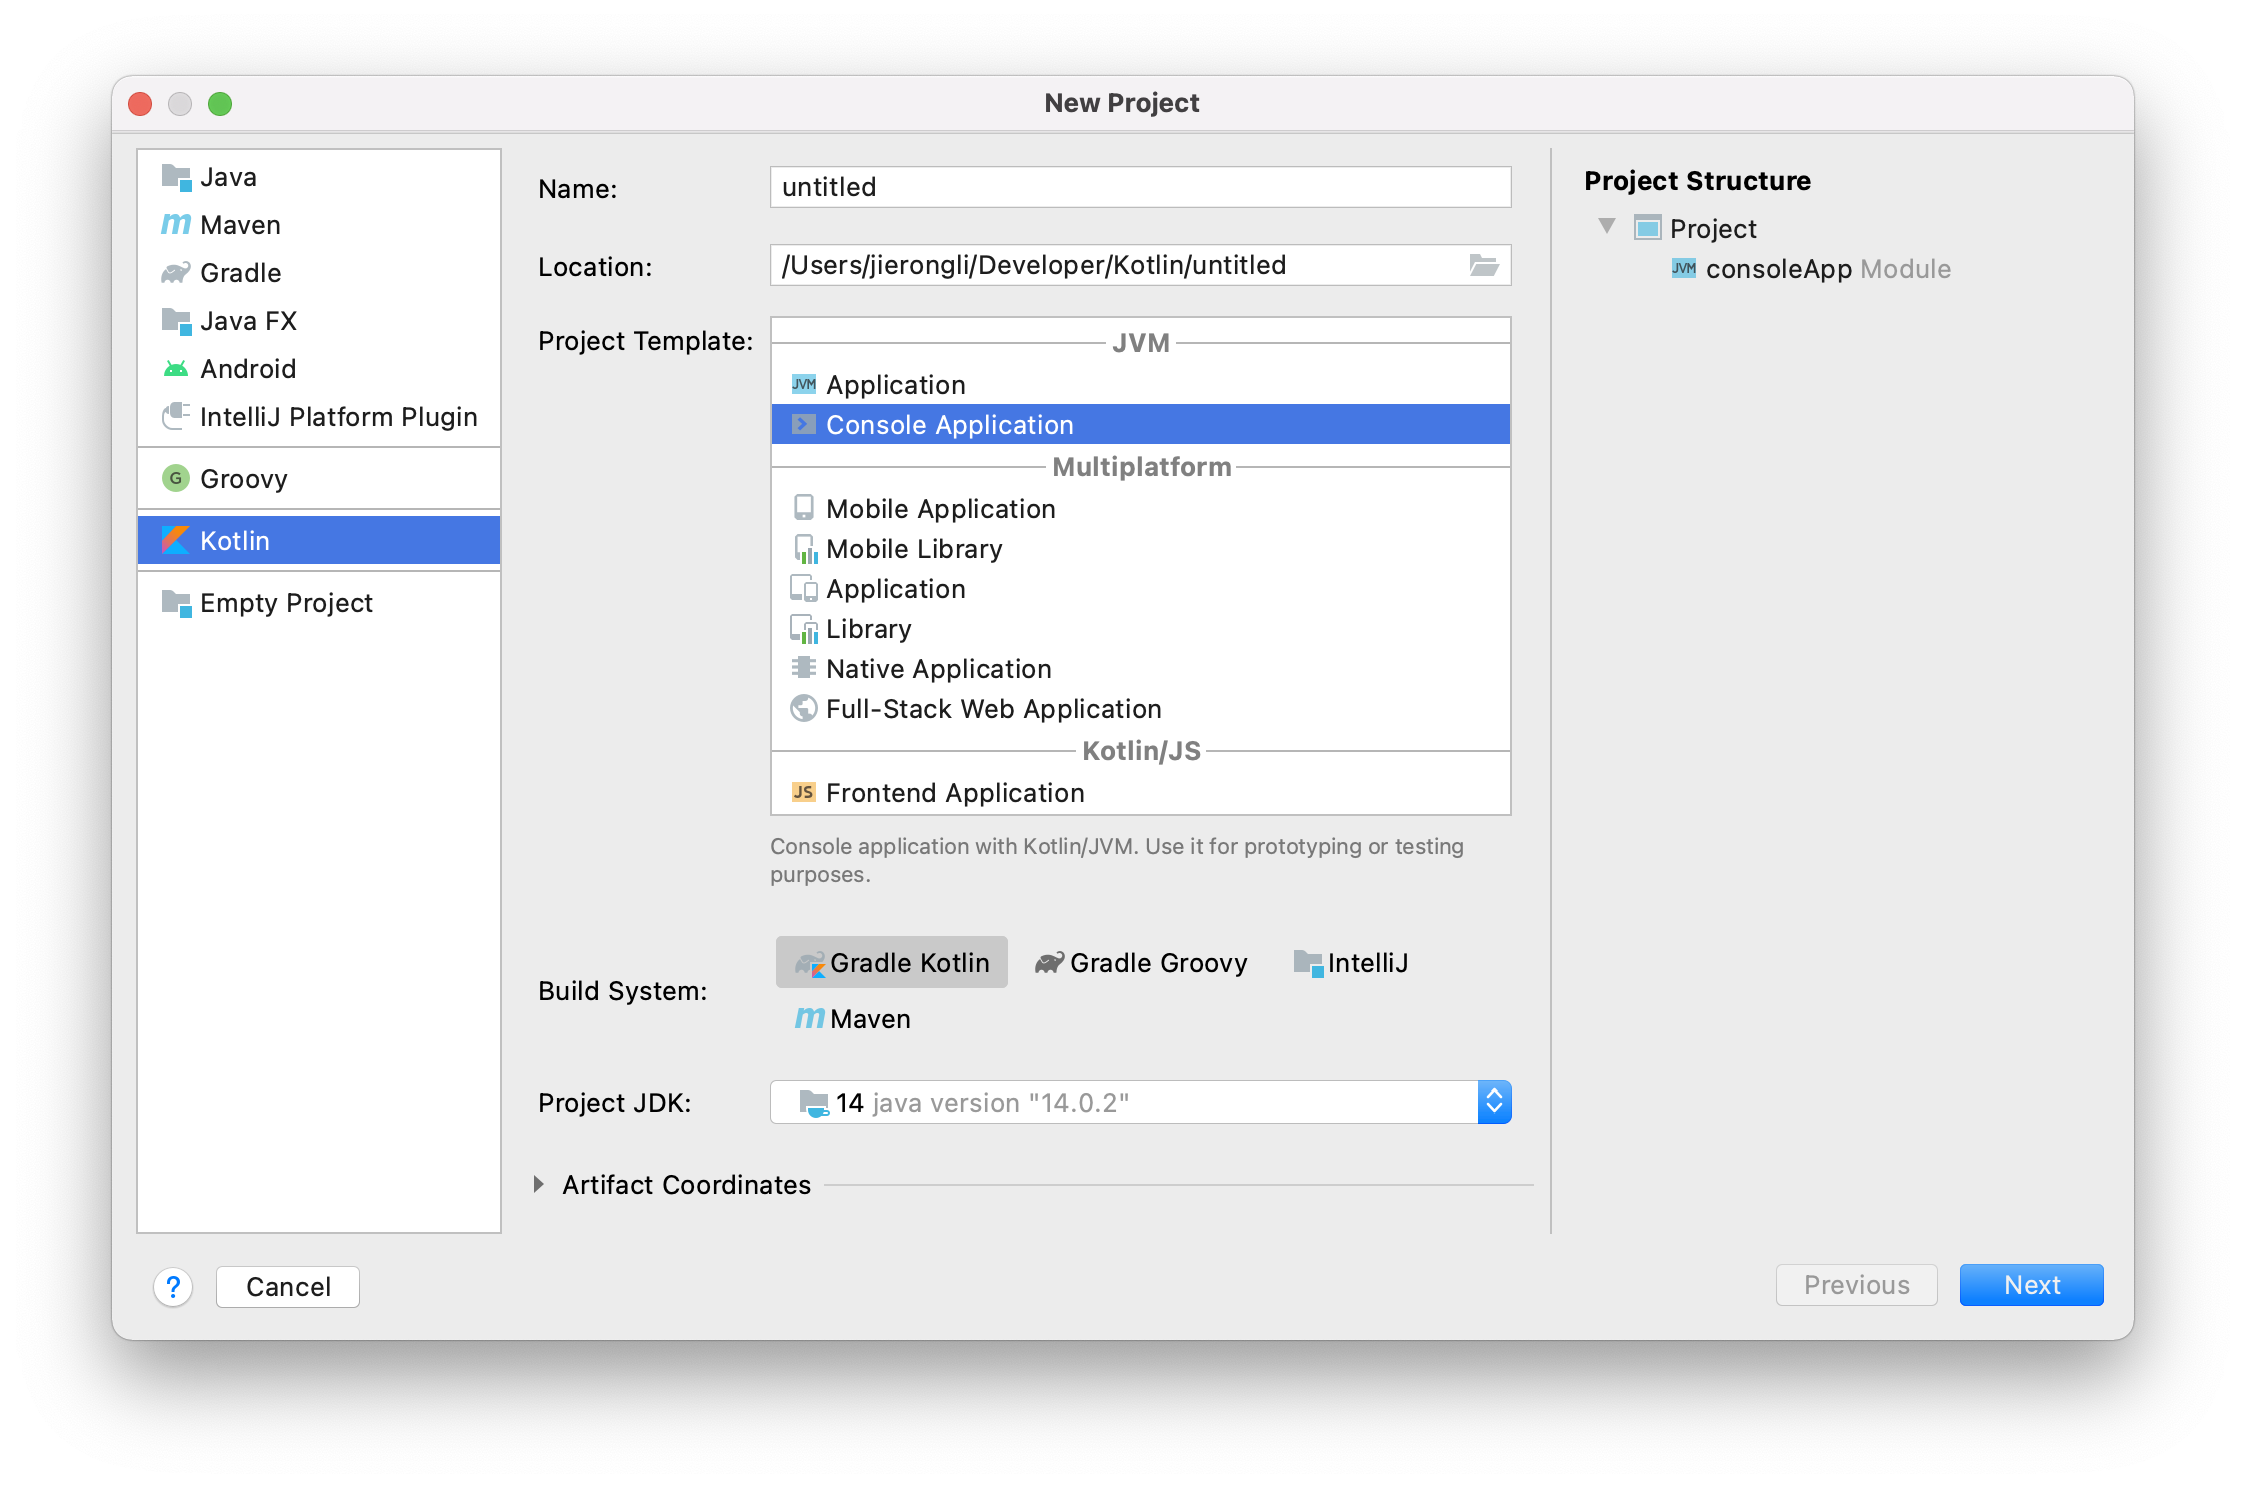 New Project
Java
Maven
Gradle
Java FX
Android
IntelliJ Platform Plugin
G
Groovy
Kotlin
Empty Project
Name:
untitled
Location:
/Users/jierongli/Developer/Kotlin/untitled
Project Template:
JVM
JVM Application
Console Application
Multiplatform
Mobile Application
Mobile Library
Application
Library
Native Application
Full-Stack Web Application
Kotlin/JS
JS Frontend Application
Console application with Kotlin/JVM. Use it for prototyping or testing
purposes.
Build System:
Gradle Kotlin
Gradle Groovy
IntelliJ
m Maven
Project JDK:
14 java version "14.0.2"
Artifact Coordinates
Project Structure
Project
JVM consoleApp Module
?
Cancel
Previous
Next